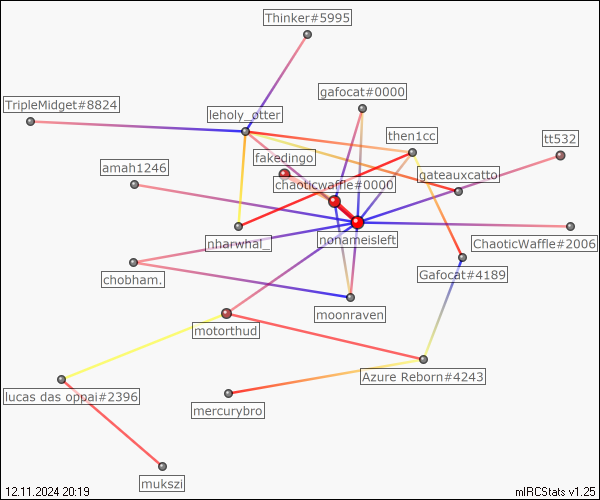 Thinker#5995
gafocat#0000
TripleMidget#8824
leholy_otter
then1cc
tt532
fakedingo
amah1246
gateauxcatto
chaoticwaffle#0000
nharwhal_
nonameisleft
ChaoticWaffle#2006
chobham.
Gafocat#4189
moonraven
motorthud
Azure Reborn#4243
lucas das oppai#2396
mercurybro
mukszi
12.11.2024 20:19
mIRCStats v1.25